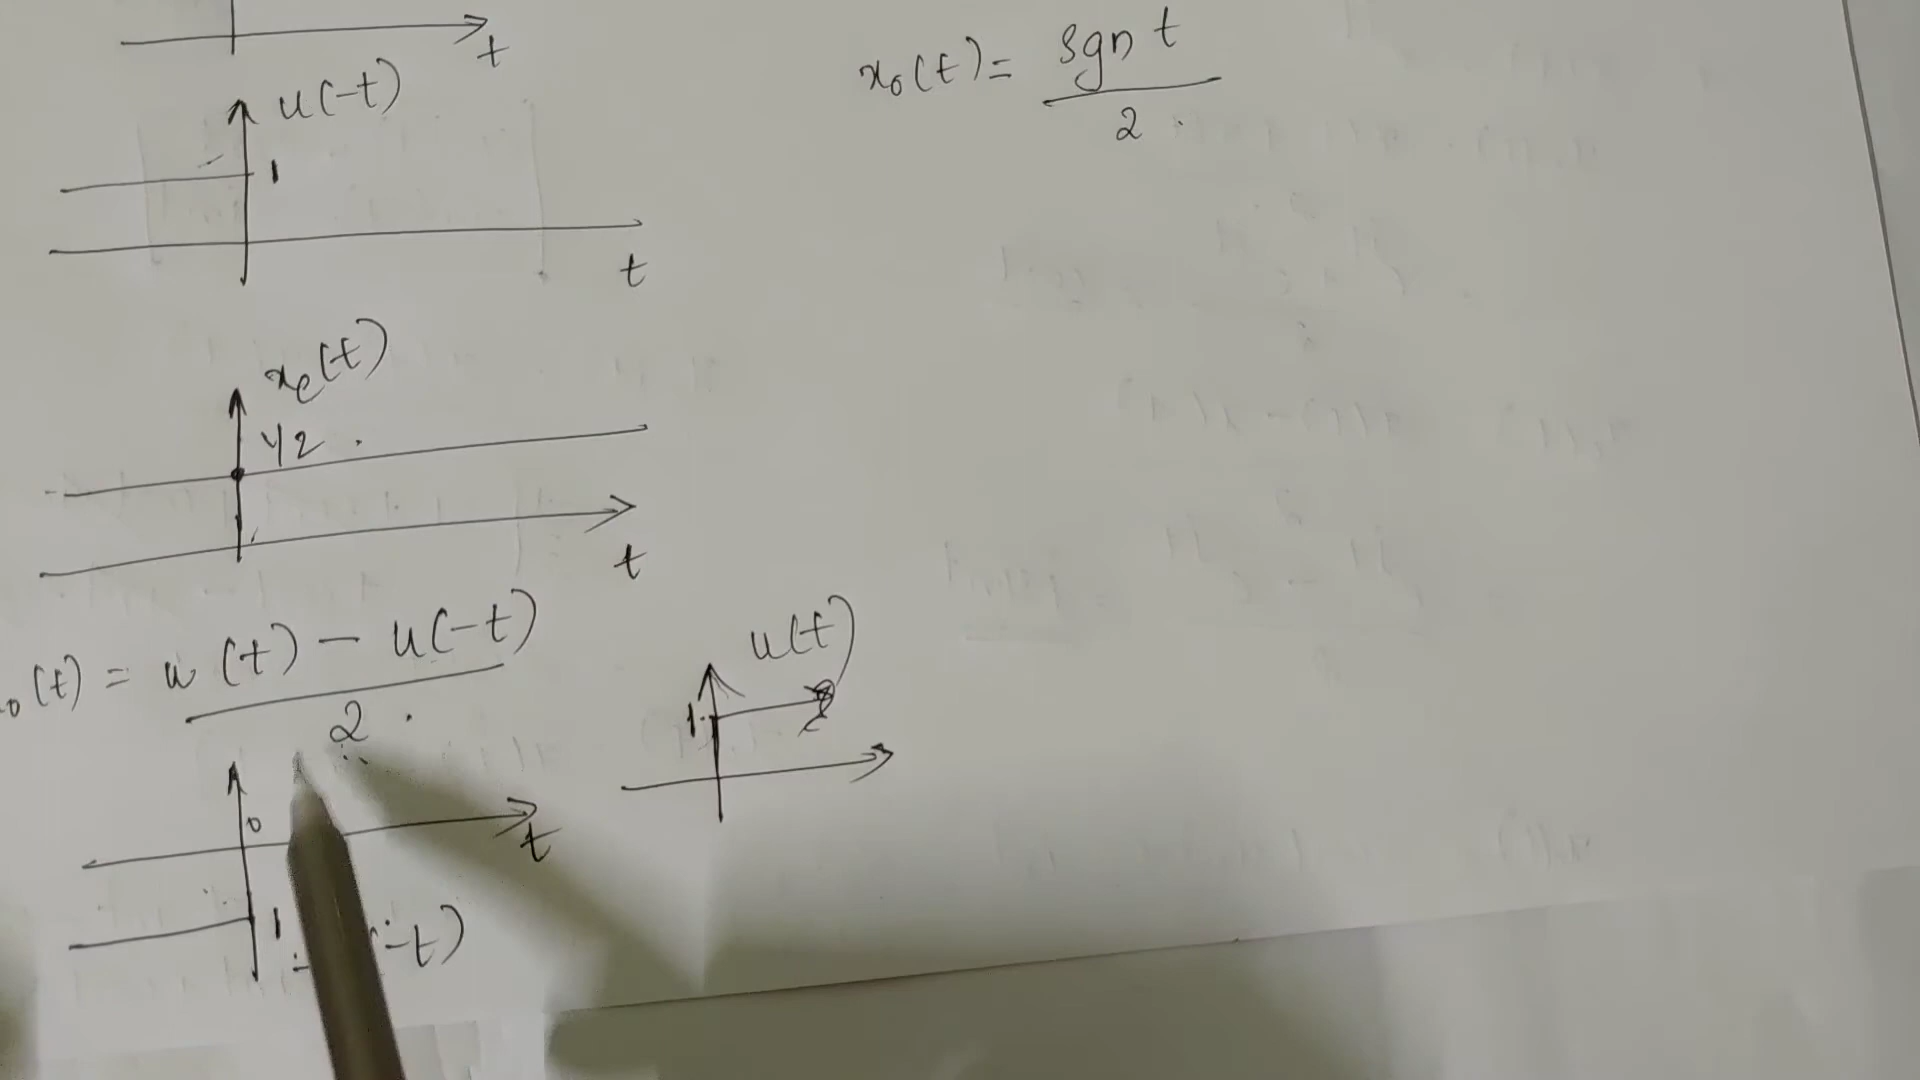 t
u(-t)
1
t
xe(t)
1/2 .
t
o(t) = u(t) - u(-t)
2 .
0
t
1
-t)
u(t)
1
xo(t) = sgn t
2 .